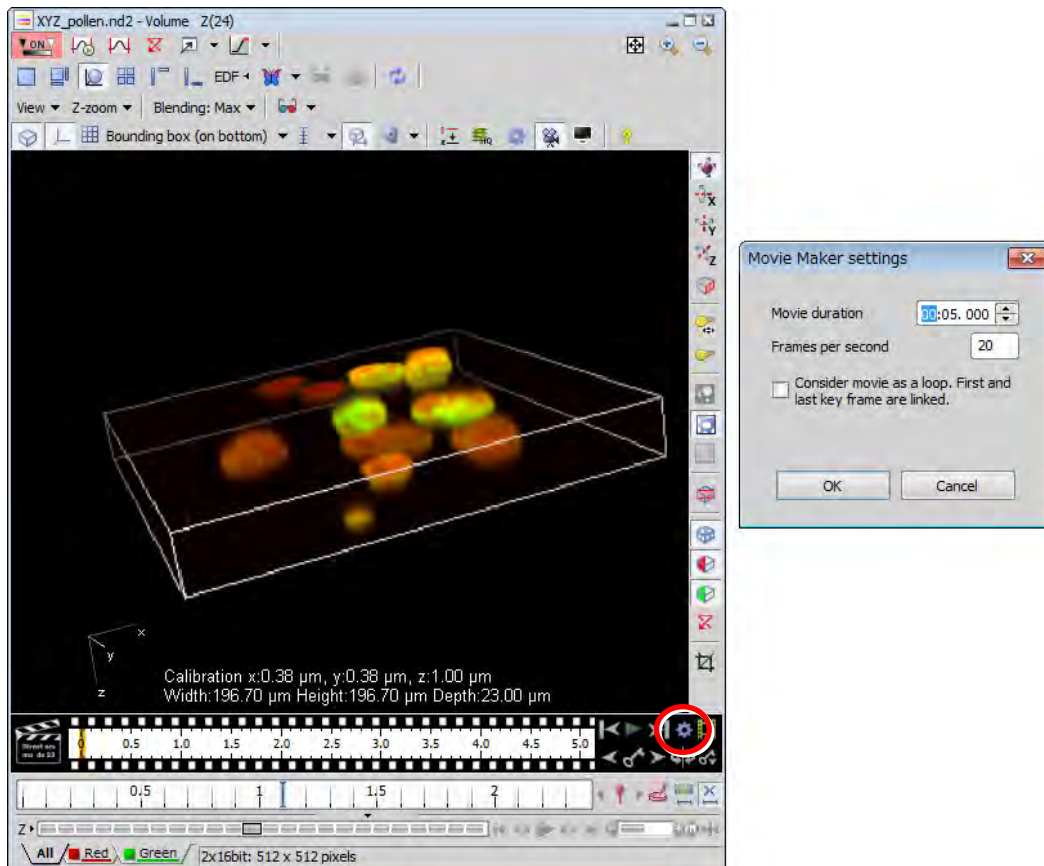 XYZ_pollen.nd2 - Volume Z(24)
ON
EDF
View Z-zoom Blending: Max
Bounding box (on bottom) HQ
X
Y
Z
Movie Maker settings
Movie duration 00:05. 000
Frames per second 20
Consider movie as a loop. First and
last key frame are linked.
OK Cancel
x
y
z
Calibration x:0.38 µm, y:0.38 µm, z:1.00 µm
Width:196.70 µm Height:196.70 µm Depth:23.00 µm
0 0.5 1.0 1.5 2.0 2.5 3.0 3.5 4.0 4.5 5.0
0.5 1 1.5 2
Z
All Red Green 2x16bit: 512 x 512 pixels